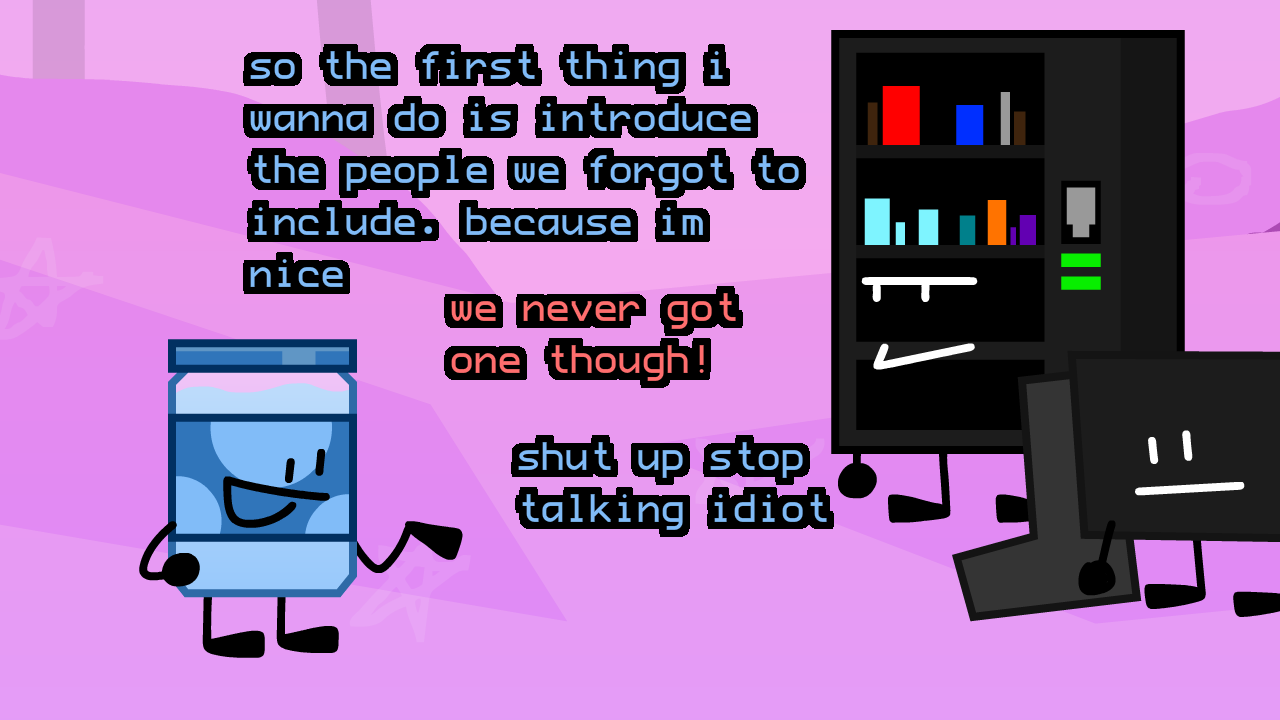 so the first thing i
wanna do is introduce
the people we forgot to
include. because im
nice
we never got
one though!
shut up stop
talking idiot